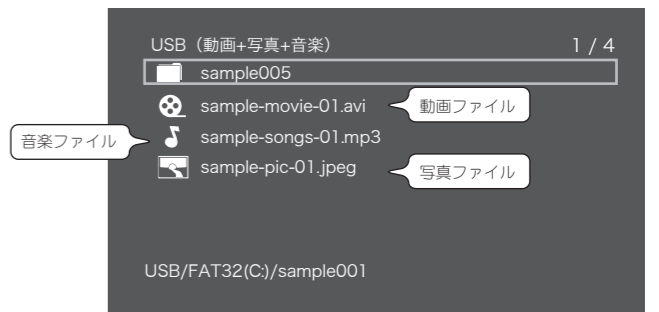 USB（動画+写真+音楽）
1 / 4
sample005
sample-movie-01.avi
動画ファイル
音楽ファイル
sample-songs-01.mp3
sample-pic-01.jpeg
写真ファイル
USB/FAT32(C:)/sample001